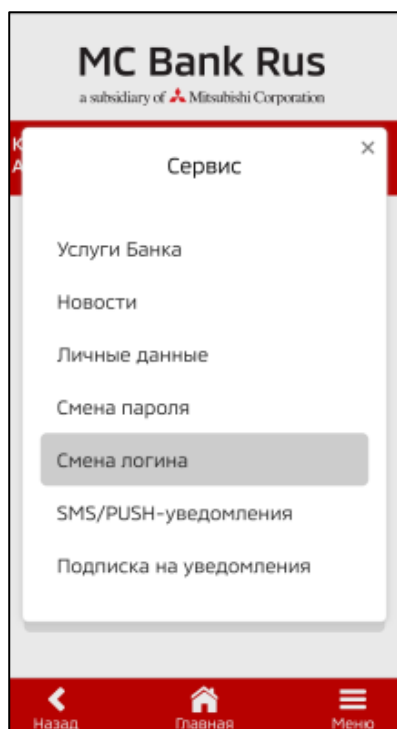 MC Bank Rus
a subsidiary of Mitsubishi Corporation
К
А
Сервис
×
Услуги Банка
Новости
Личные данные
Смена пароля
Смена логина
SMS/PUSH-уведомления
Подписка на уведомления
Назад Главная Меню